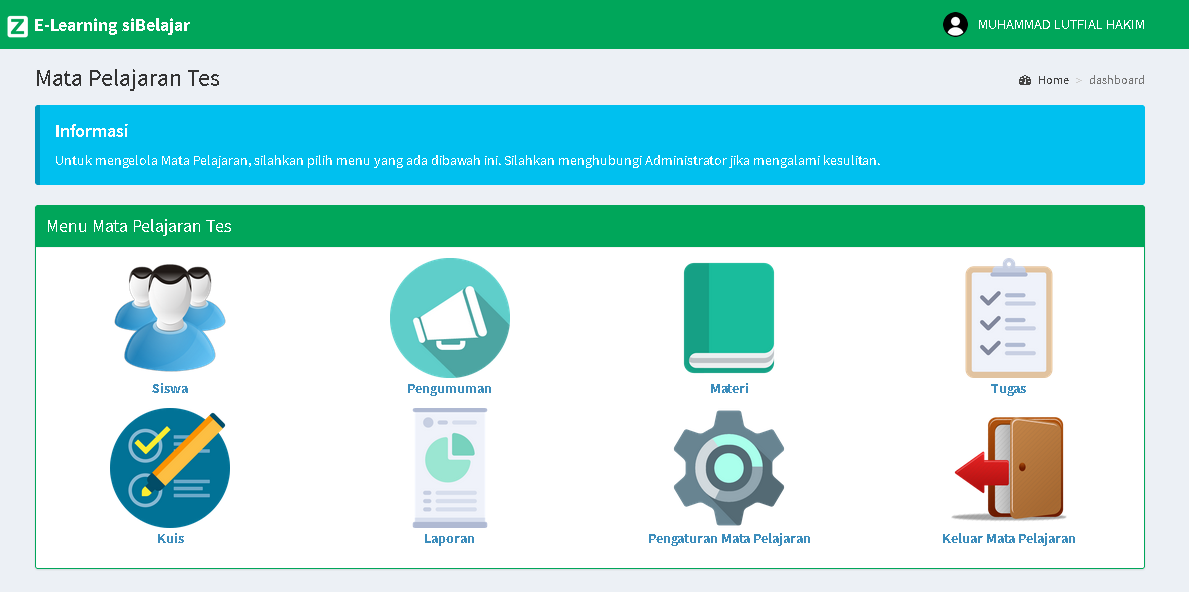 Z E-Learning siBelajar
MUHAMMAD LUTFIAL HAKIM
Mata Pelajaran Tes
Home > dashboard
Informasi
Untuk mengelola Mata Pelajaran, silahkan pilih menu yang ada dibawah ini. Silahkan menghubungi Administrator jika mengalami kesulitan.
Menu Mata Pelajaran Tes
Siswa
Pengumuman
Materi
Tugas
Kuis
Laporan
Pengaturan Mata Pelajaran
Keluar Mata Pelajaran